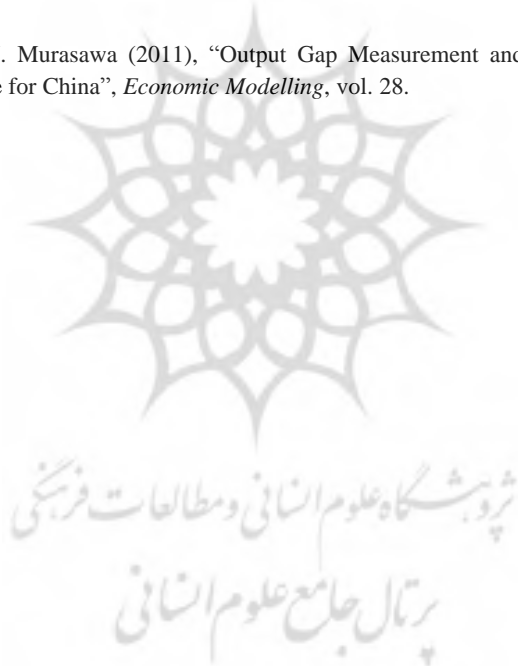 . Murasawa (2011), “Output Gap Measurement and
e for China”, Economic Modelling, vol. 28.
پژوهشگاه علوم انسانی و مطالعات فرهنگی
پرتال جامع علوم انسانی